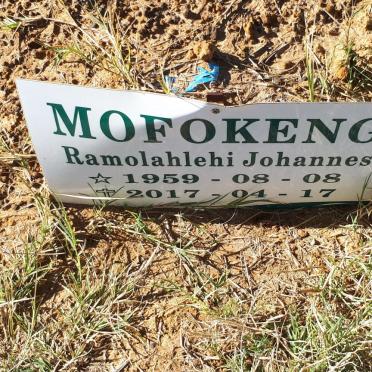 MOFOKENG
Ramolahlehi Johannes
1959 - 08 - 08
2017 - 04 - 17